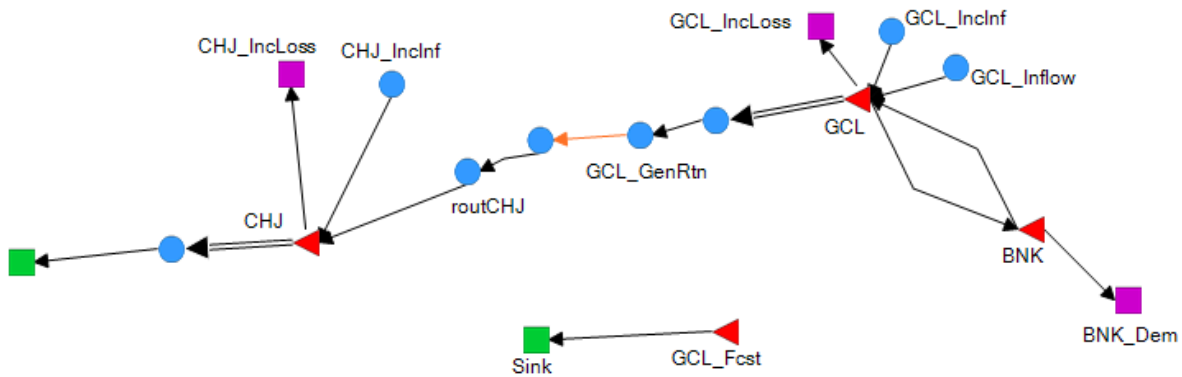 GCL_IncLoss
GCL_IncInf
CHJ_IncLoss
CHJ_IncInf
GCL_Inflow
GCL
GCL_GenRtn
routCHJ
CHJ
BNK
BNK_Dem
Sink
GCL_Fcst